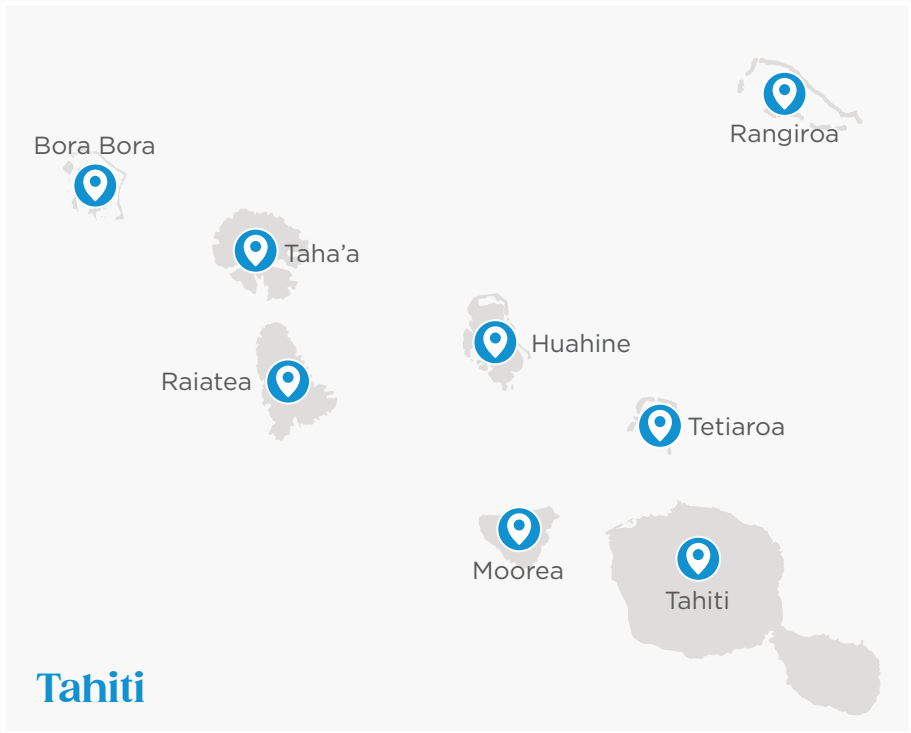 Rangiroa
Bora Bora
Taha’a
Huahine
Raiatea
Tetiaroa
Moorea
Tahiti
Tahiti